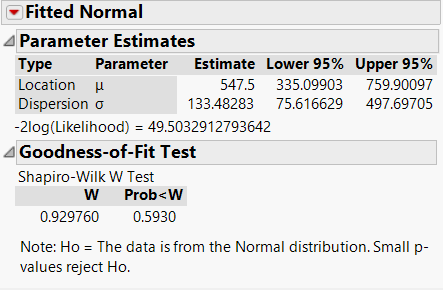 Fitted Normal
Parameter Estimates
Type Parameter Estimate Lower 95% Upper 95%
Location μ 547.5 335.09903 759.90097
Dispersion σ 133.48283 75.616629 497.69705
-2log(Likelihood) = 49.5032912793642
Goodness-of-Fit Test
Shapiro-Wilk W Test
W Prob<W
0.929760 0.5930
Note: Ho = The data is from the Normal distribution. Small p-
values reject Ho.